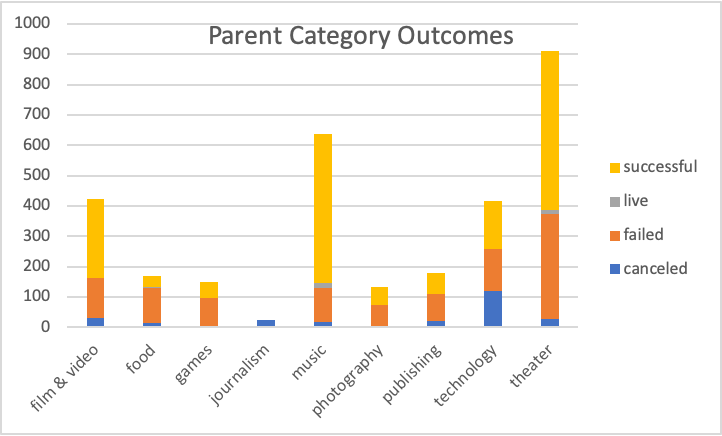 Parent Category Outcomes
1000
900
800
700
600
500
400
300
200
100
0
film & video
food
games
journalism
music
photography
publishing
technology
theater
successful
live
failed
canceled